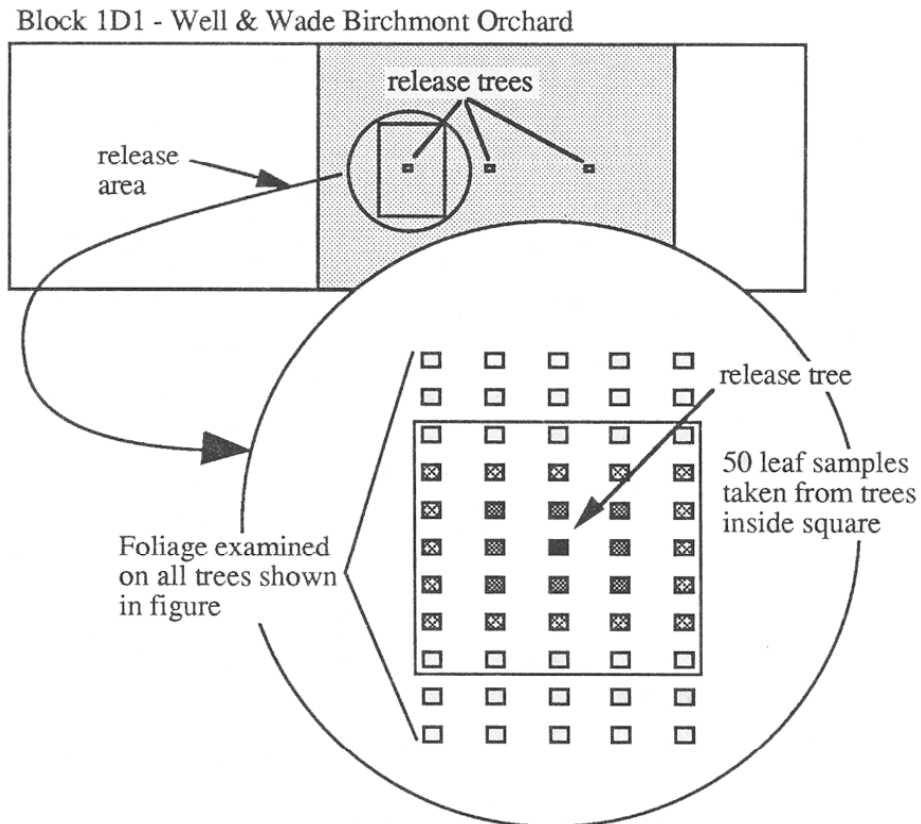 Block 1D1 - Well & Wade Birchmont Orchard
release trees
release
area
release tree
50 leaf samples
taken from trees
inside square
Foliage examined
on all trees shown
in figure